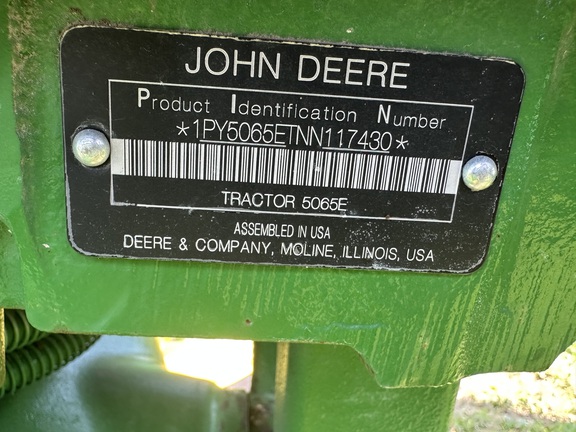 JOHN DEERE
Product Identification Number
*1PY5065ETNN117430*
TRACTOR 5065E
ASSEMBLED IN USA
DEERE & COMPANY, MOLINE, ILLINOIS, USA